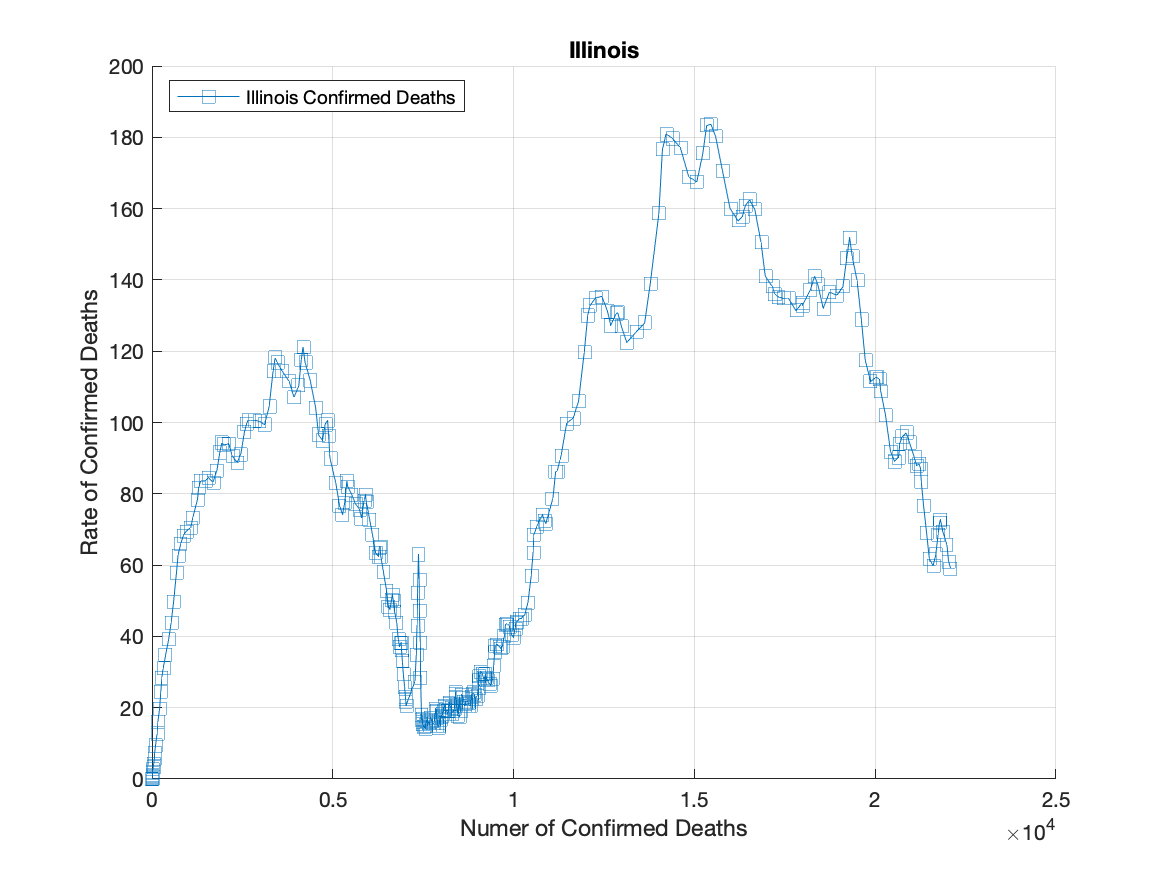 Illinois
Illinois Confirmed Deaths
200
180
160
140
120
100
80
60
40
20
0
Rate of Confirmed Deaths
0 0.5 1 1.5 2 2.5
×10^4
Numer of Confirmed Deaths